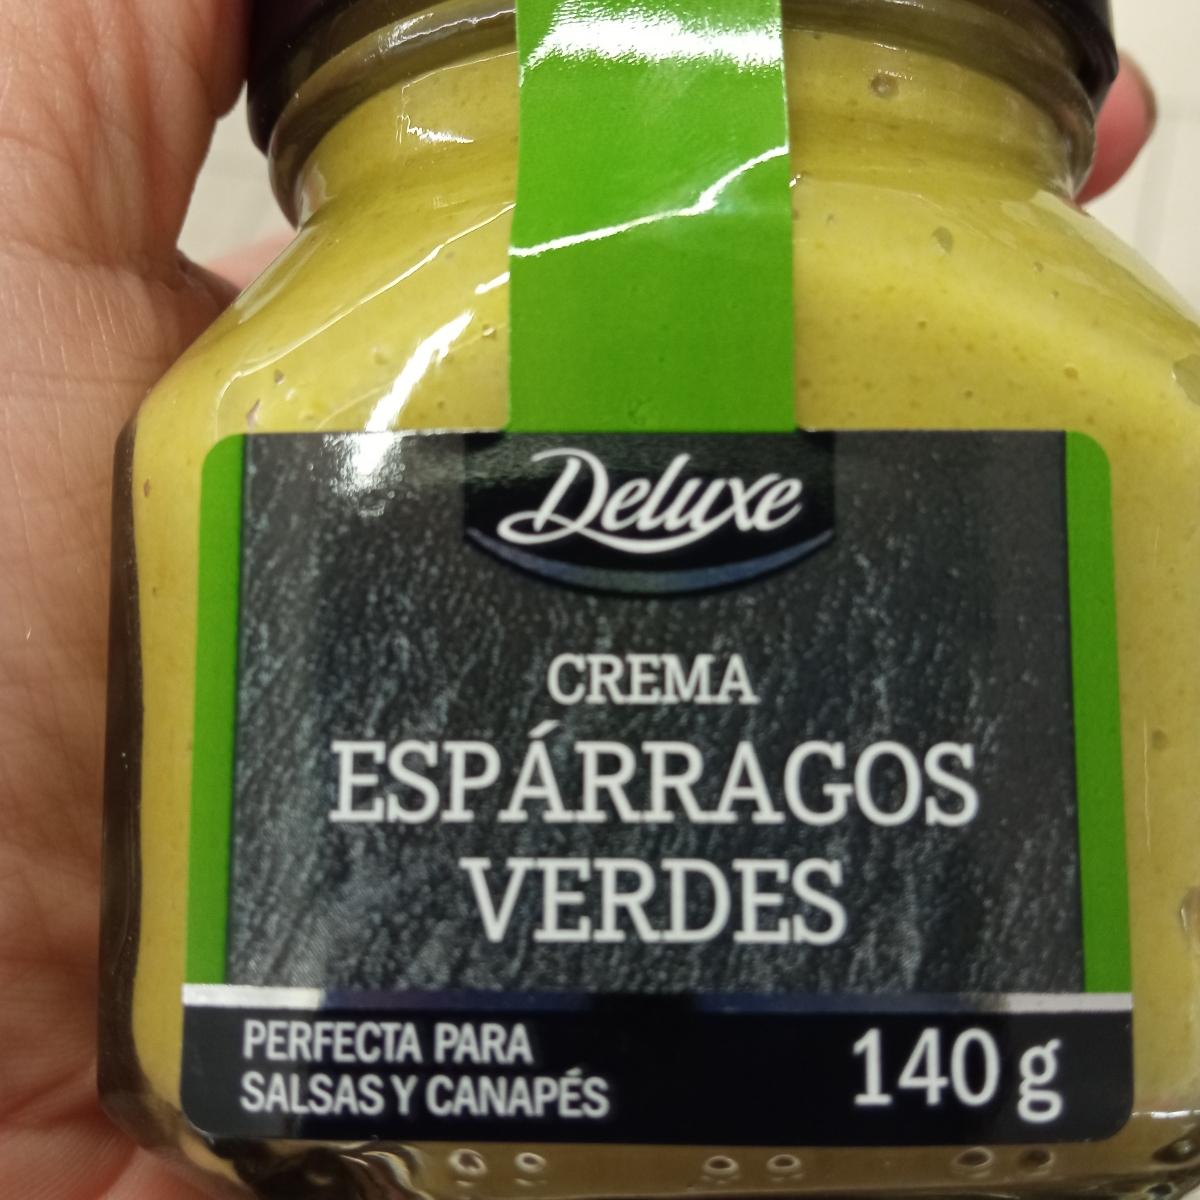 Deluxe
CREMA
ESPÁRRAGOS
VERDES
PERFECTA PARA
SALSAS Y CANAPÉS
140 g